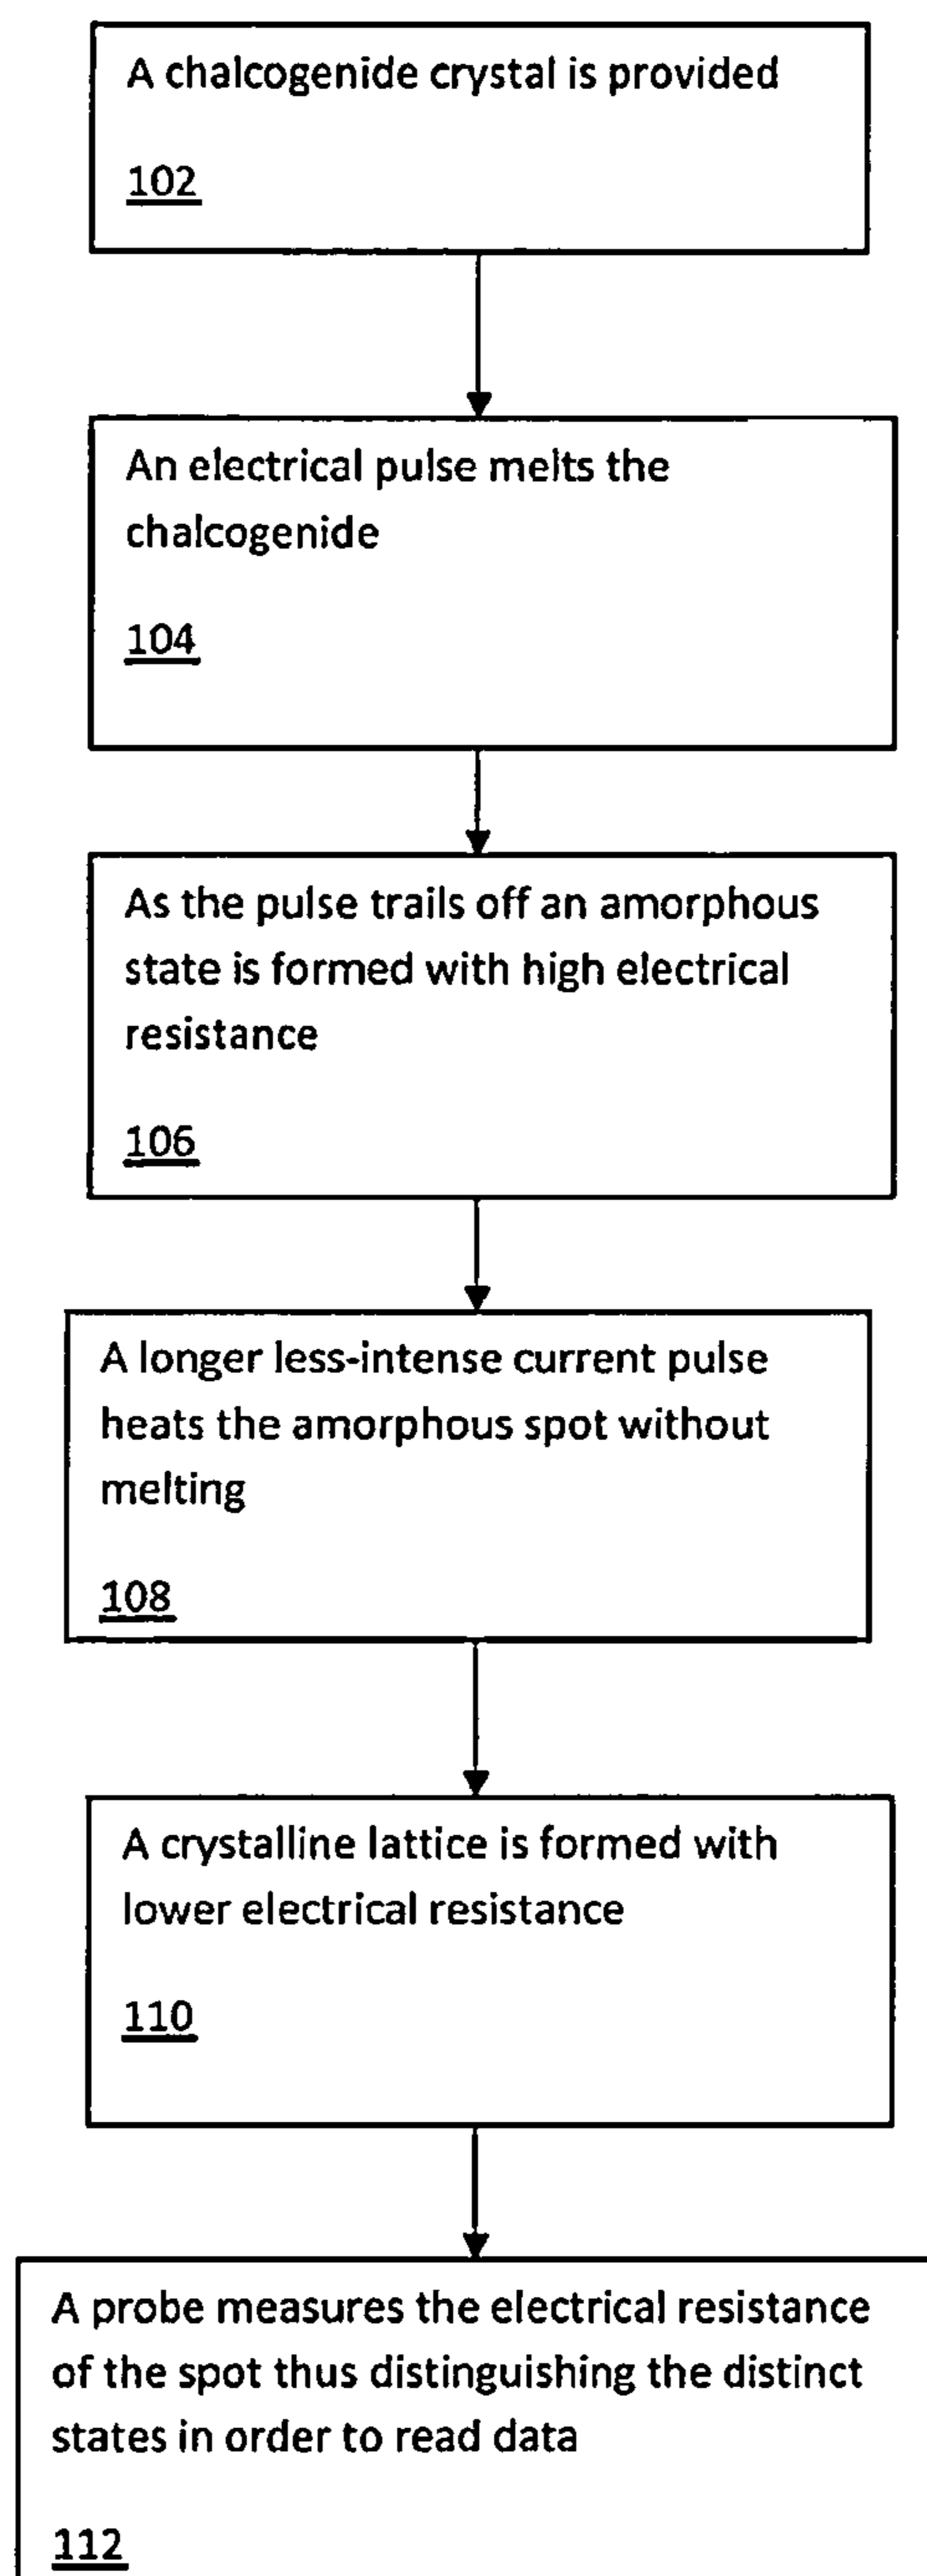 A chalcogenide crystal is provided
102
An electrical pulse melts the
chalcogenide
104
As the pulse trails off an amorphous
state is formed with high electrical
resistance
106
A longer less-intense current pulse
heats the amorphous spot without
melting
108
A crystalline lattice is formed with
lower electrical resistance
110
A probe measures the electrical resistance
of the spot thus distinguishing the distinct
states in order to read data
112